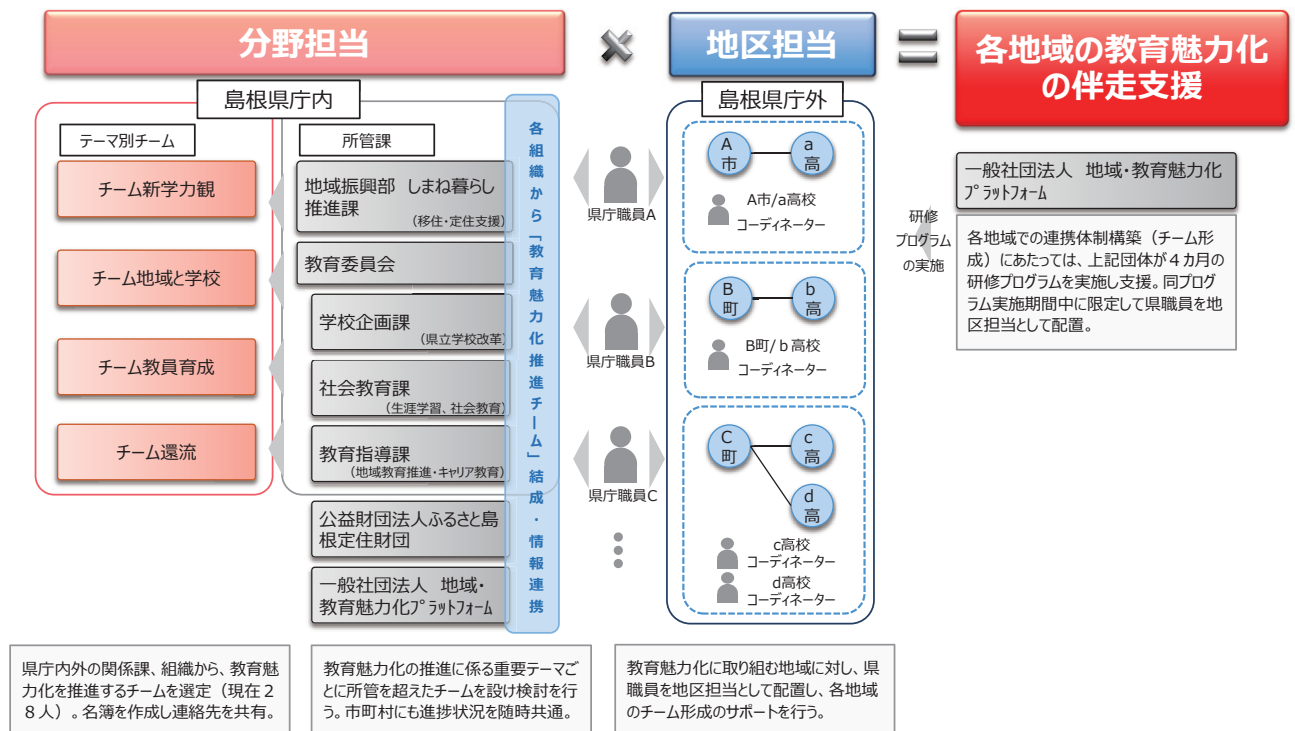 分野担当
×
地区担当
=
各地域の教育魅力化
の伴走支援
島根県庁内
テーマ別チーム
チーム新学力観
チーム地域と学校
チーム教員育成
チーム還流
所管課
地域振興部　しまね暮らし
推進課
（移住・定住支援）
教育委員会
学校企画課
（県立学校改革）
社会教育課
（生涯学習、社会教育）
教育指導課
（地域教育推進・キャリア教育）
公益財団法人ふるさと島
根定住財団
一般社団法人　地域・
教育魅力化ﾌﾟﾗｯﾄﾌｫｰﾑ
各組織から「教育魅力化推進チーム」結成・情報連携
県庁職員A
県庁職員B
県庁職員C
島根県庁外
A
市
a
高
A市/a高校
コーディネーター
B
町
b
高
B町/ｂ高校
コーディネーター
C
町
c
高
d
高
c高校
コーディネーター
d高校
コーディネーター
研修
プログラム
の実施
一般社団法人　地域・教育魅力化
ﾌﾟﾗｯﾄﾌｫｰﾑ
各地域での連携体制構築（チーム形
成）にあたっては、上記団体が４カ月の
研修プログラムを実施し支援。同プログ
ラム実施期間中に限定して県職員を地
区担当として配置。
県庁内外の関係課、組織から、教育魅
力化を推進するチームを選定（現在２
８人）。名簿を作成し連絡先を共有。
教育魅力化の推進に係る重要テーマご
とに所管を超えたチームを設け検討を行
う。市町村にも進捗状況を随時共通。
教育魅力化に取り組む地域に対し、県
職員を地区担当として配置し、各地域
のチーム形成のサポートを行う。